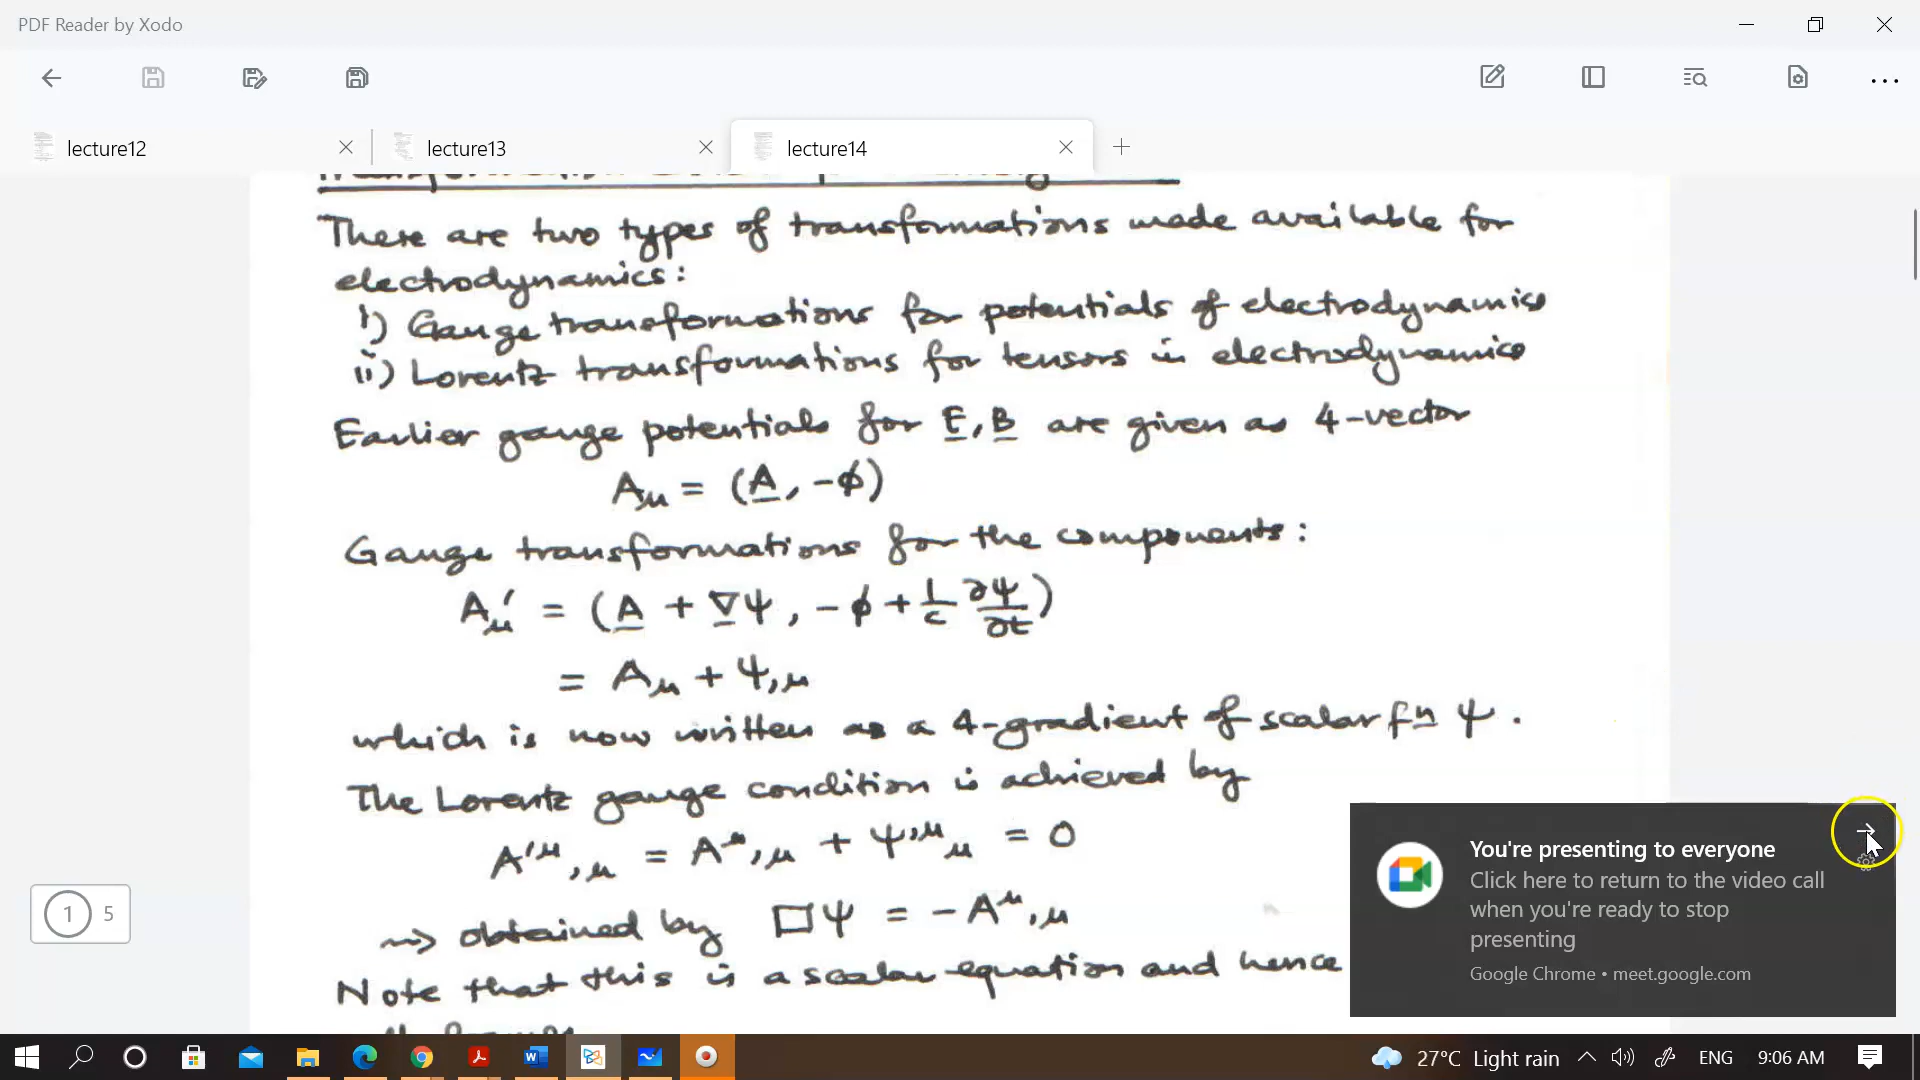 PDF Reader by Xodo
lecture12
lecture13
lecture14
There are two types of transformations made available for
electrodynamics:
i) Gauge transformations for potentials of electrodynamics
ii) Lorentz transformations for tensors in electrodynamics
Earlier gauge potentials for E, B are given as 4-vector
Aμ = (A, -ϕ)
Gauge transformations for the components:
Aμ' = (A + ∇ψ, -ϕ + 1/c ∂ψ/∂t)
= Aμ + ψ,μ
which is now written as a 4-gradient of scalar fn ψ.
The Lorentz gauge condition is achieved by
A'^μ,μ = A^μ,μ + ψ^,μ μ = 0
⇝ obtained by □ψ = -A^μ,μ
Note that this is a scalar equation and hence
1 5
You're presenting to everyone
Click here to return to the video call
when you're ready to stop
presenting
Google Chrome • meet.google.com
27°C Light rain ENG 9:06 AM